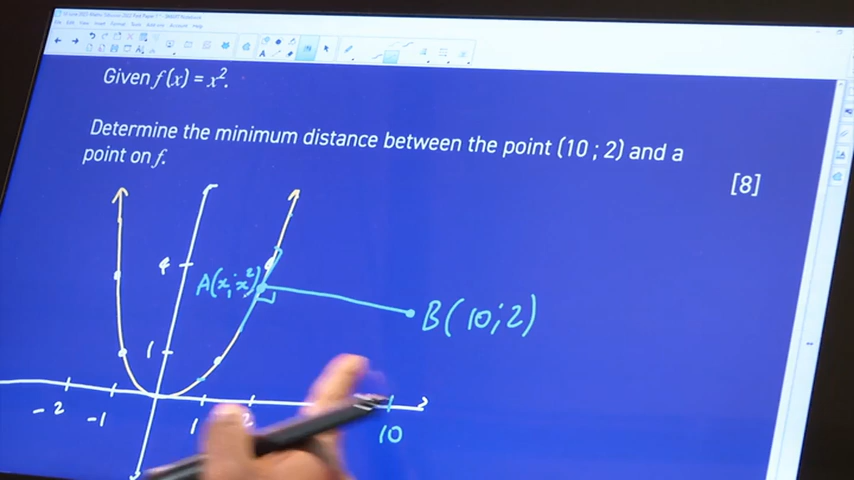 Given f(x) = x².
Determine the minimum distance between the point (10 ; 2) and a
point on f.
[8]
4
A(x; x²)
B(10; 2)
1
-2 -1 1 2 10